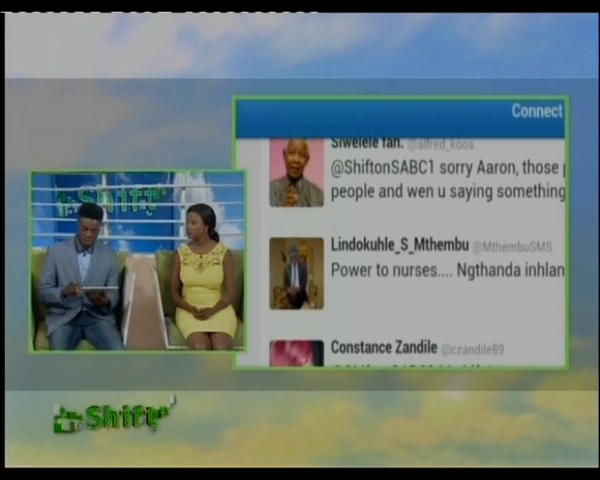 Connect
Siwelele fan. @alfred_koos
@ShiftonSABC1 sorry Aaron, those
people and wen u saying something
Lindokuhle_S_Mthembu @MthembuSMS
Power to nurses.... Ngthanda inhlan
Constance Zandile @czandile89
Shift
Shift